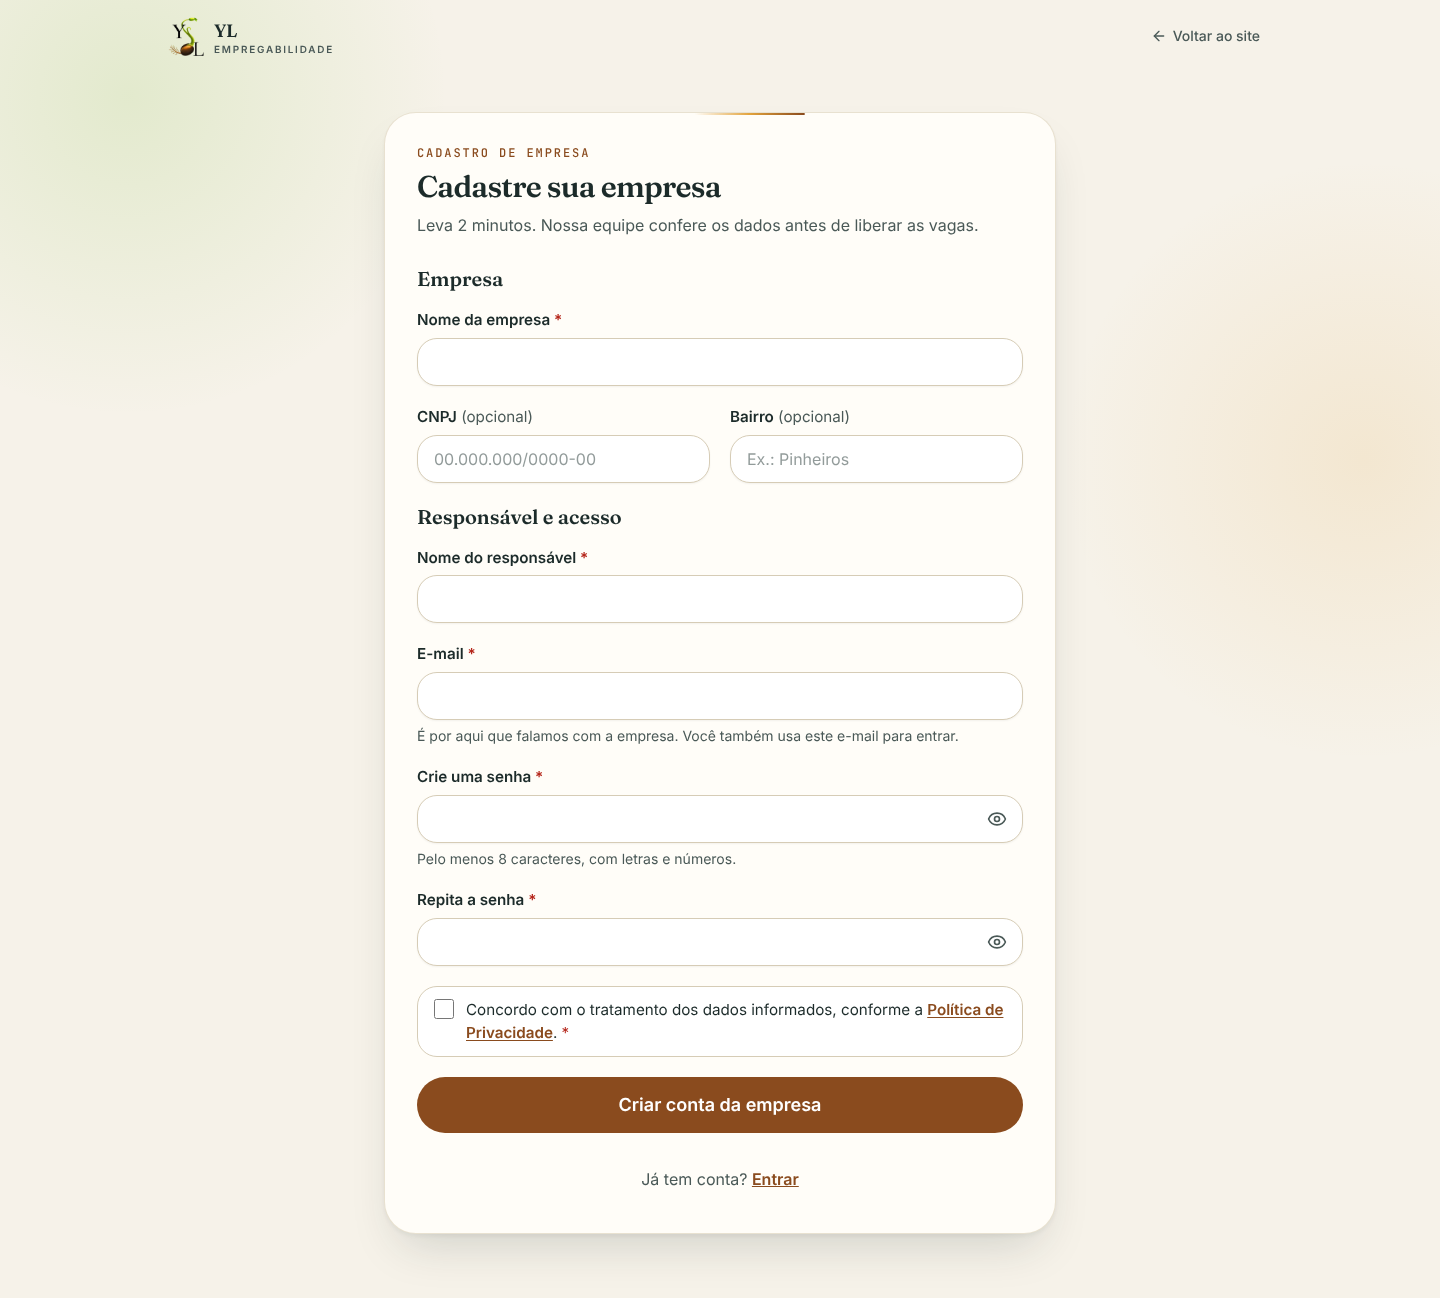 YL
YL
EMPREGABILIDADE
Voltar ao site
CADASTRO DE EMPRESA
Cadastre sua empresa
Leva 2 minutos. Nossa equipe confere os dados antes de liberar as vagas.
Empresa
Nome da empresa *
CNPJ (opcional)
Bairro (opcional)
00.000.000/0000-00
Ex.: Pinheiros
Responsável e acesso
Nome do responsável *
E-mail *
É por aqui que falamos com a empresa. Você também usa este e-mail para entrar.
Crie uma senha *
Pelo menos 8 caracteres, com letras e números.
Repita a senha *
Concordo com o tratamento dos dados informados, conforme a Política de
Privacidade. *
Criar conta da empresa
Já tem conta? Entrar